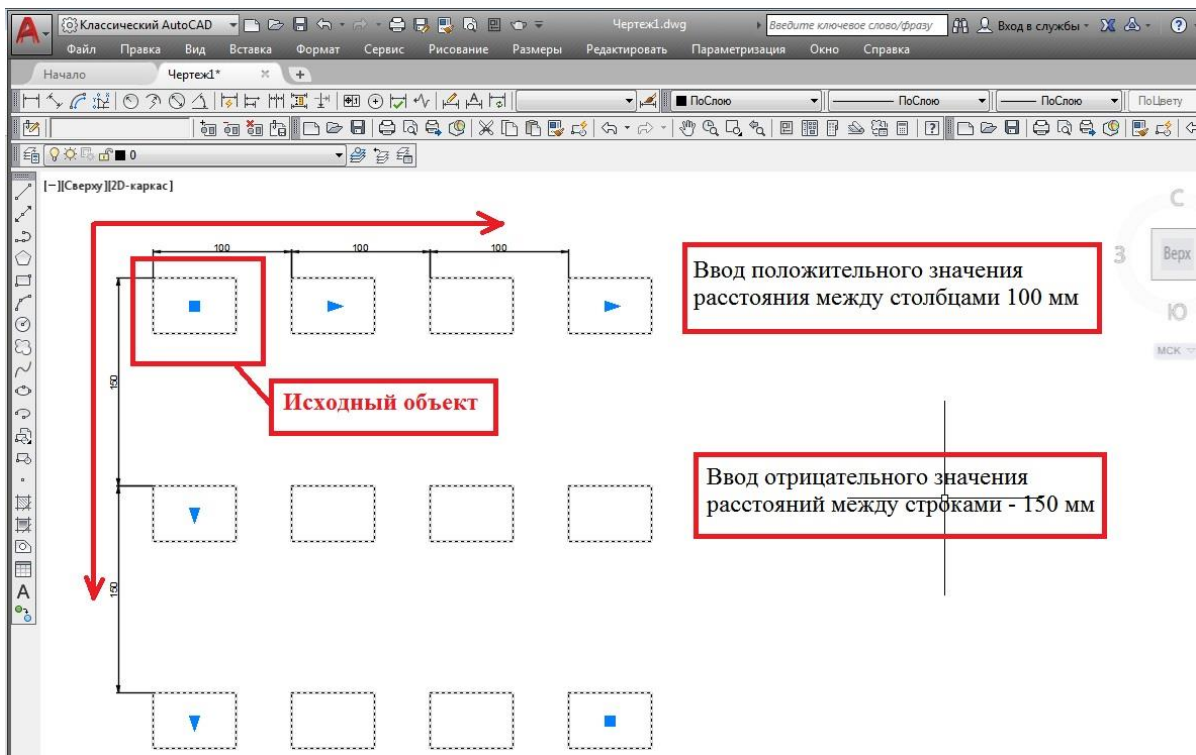 Классический AutoCAD
Чертеж1.dwg
Введите ключевое слово/фразу
Вход в службы
Файл Правка Вид Вставка Формат Сервис Рисование Размеры Редактировать Параметризация Окно Справка
Начало Чертеж1*
ПоСлою ПоСлою ПоСлою ПоЦвету
0
[−][Сверху][2D-каркас]
С
З Верх
Ю
МСК
100 100 100
Ввод положительного значения
расстояния между столбцами 100 мм
150
Исходный объект
Ввод отрицательного значения
расстояний между строками - 150 мм
150